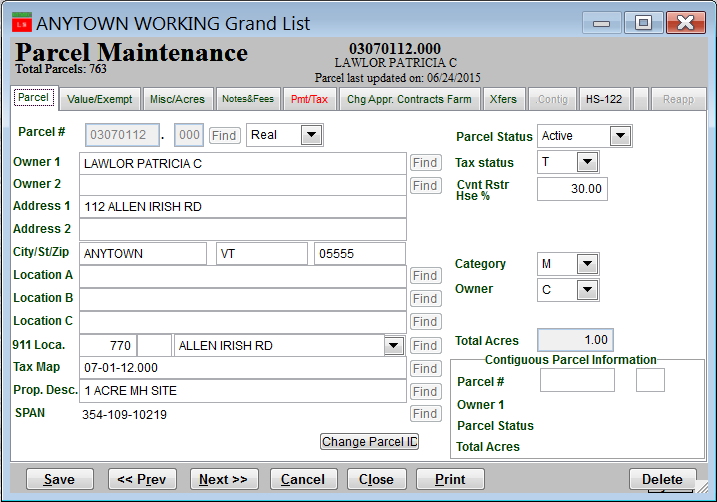 LS ANYTOWN WORKING Grand List
Parcel Maintenance 03070112.000
Total Parcels: 763 LAWLOR PATRICIA C
Parcel last updated on: 06/24/2015
Parcel Value/Exempt Misc/Acres Notes&Fees Pmt/Tax Chg Appr. Contracts Farm Xfers Contig HS-122 Reapp
Parcel # 03070112 . 000 Find Real Parcel Status Active
Owner 1 LAWLOR PATRICIA C Find Tax status T
Owner 2 Find Cvnt Rstr Hse % 30.00
Address 1 112 ALLEN IRISH RD
Address 2
City/St/Zip ANYTOWN VT 05555
Location A Find Category M
Location B Find Owner C
Location C Find
911 Loca. 770 ALLEN IRISH RD Find Total Acres 1.00
Tax Map 07-01-12.000 Find Contiguous Parcel Information
Prop. Desc. 1 ACRE MH SITE Find Parcel #
SPAN 354-109-10219 Find Owner 1
Parcel Status
Change Parcel ID Total Acres
Save << Prev Next >> Cancel Close Print Delete